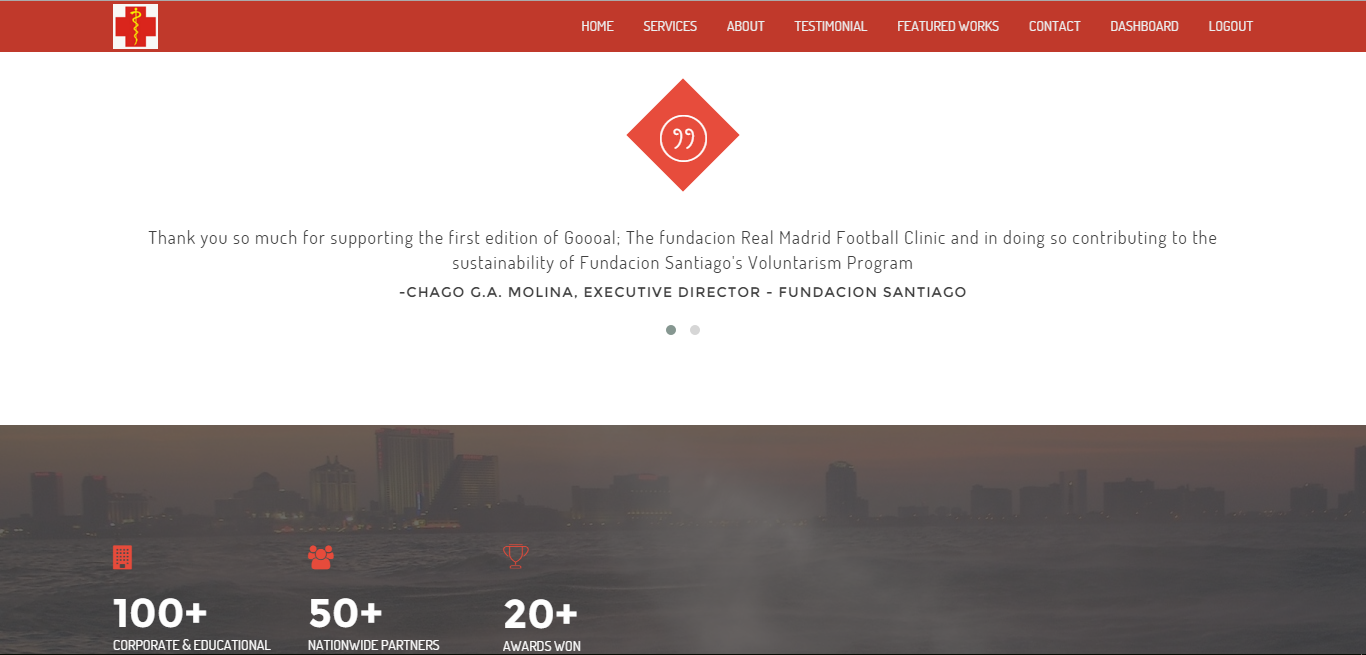 HOME SERVICES ABOUT TESTIMONIAL FEATURED WORKS CONTACT DASHBOARD LOGOUT
Thank you so much for supporting the first edition of Goooal; The fundacion Real Madrid Football Clinic and in doing so contributing to the
sustainability of Fundacion Santiago's Voluntarism Program
-CHAGO G.A. MOLINA, EXECUTIVE DIRECTOR - FUNDACION SANTIAGO
100+ 50+ 20+
CORPORATE & EDUCATIONAL NATIONWIDE PARTNERS AWARDS WON